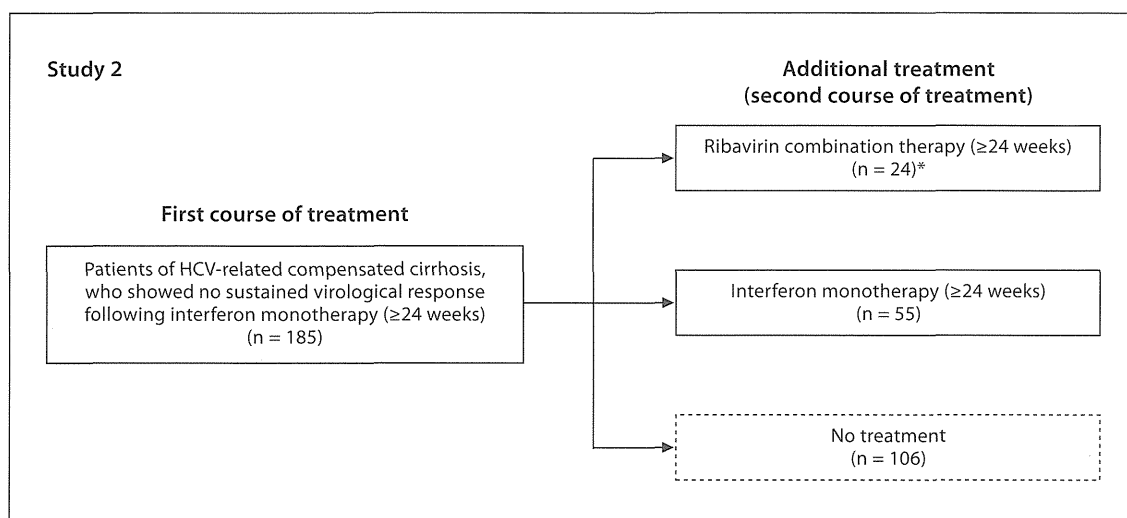 Study 2
Additional treatment
(second course of treatment)
Ribavirin combination therapy (≥24 weeks)
(n = 24)*
First course of treatment
Patients of HCV-related compensated cirrhosis,
who showed no sustained virological response
following interferon monotherapy (≥24 weeks)
(n = 185)
Interferon monotherapy (≥24 weeks)
(n = 55)
No treatment
(n = 106)